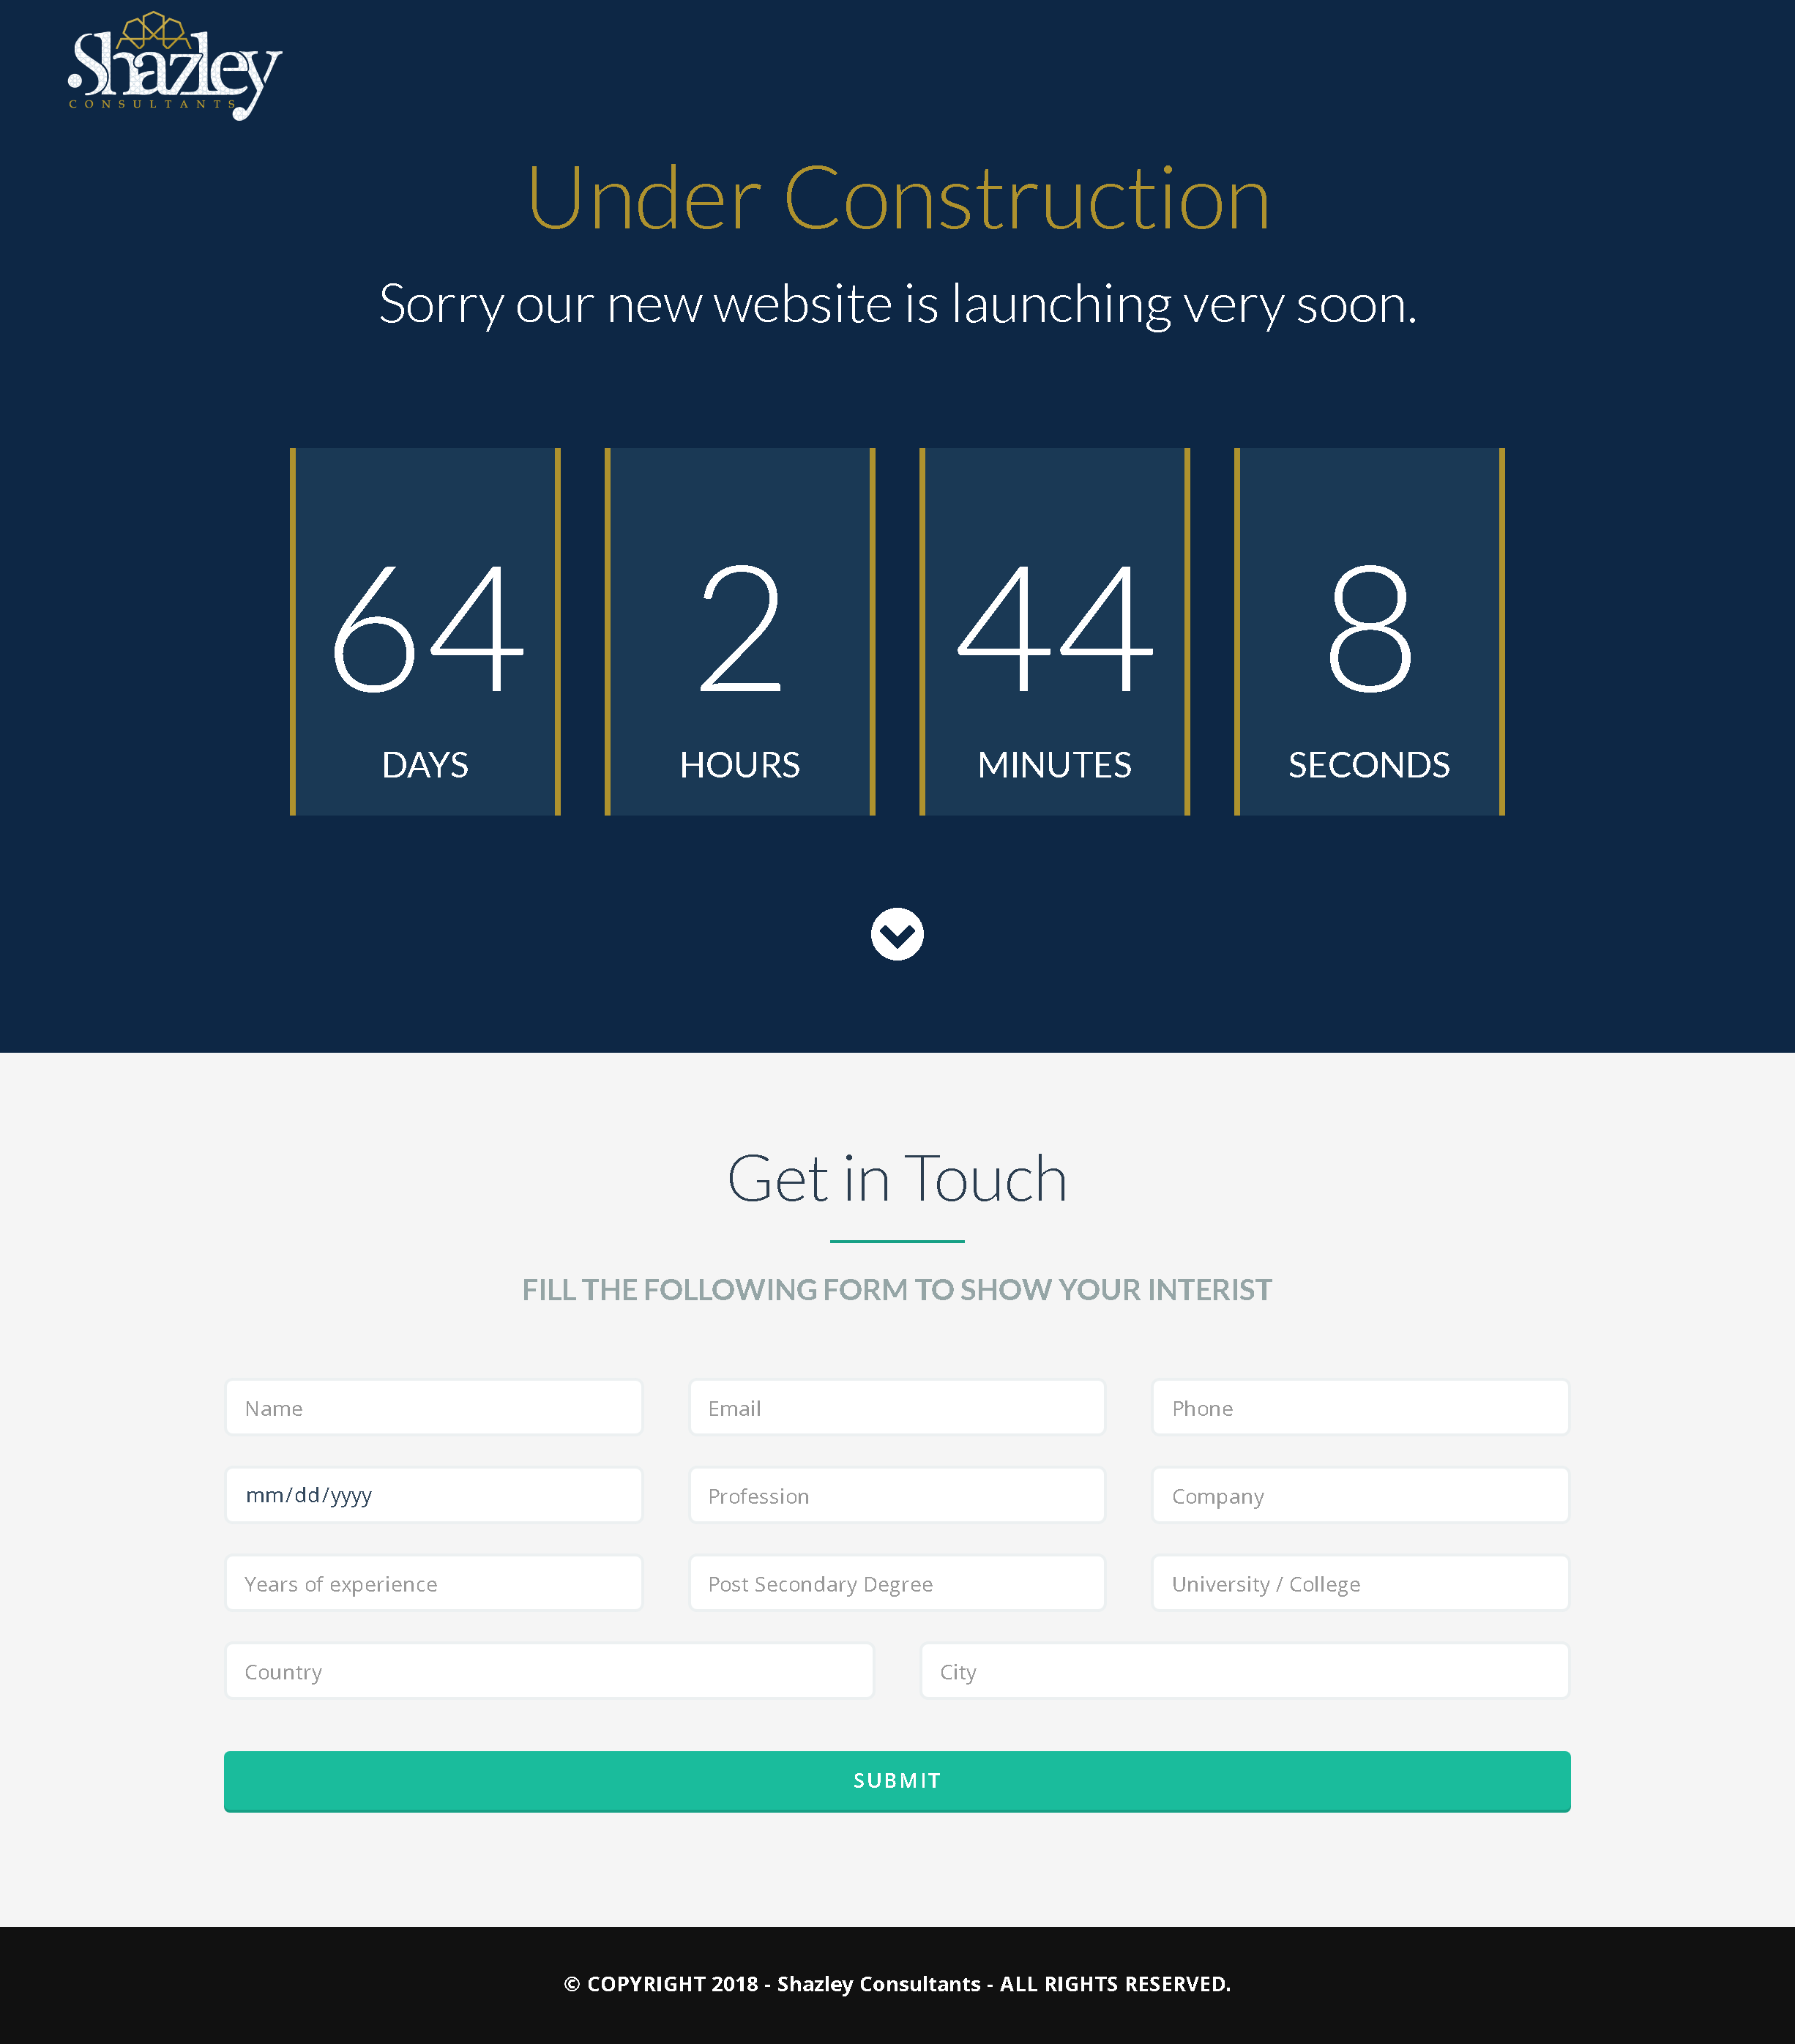 Shazley
CONSULTANTS
Under Construction
Sorry our new website is launching very soon.
64 2 44 8
DAYS HOURS MINUTES SECONDS
Get in Touch
FILL THE FOLLOWING FORM TO SHOW YOUR INTERIST
Name Email Phone
mm/dd/yyyy Profession Company
Years of experience Post Secondary Degree University / College
Country City
SUBMIT
© COPYRIGHT 2018 - Shazley Consultants - ALL RIGHTS RESERVED.